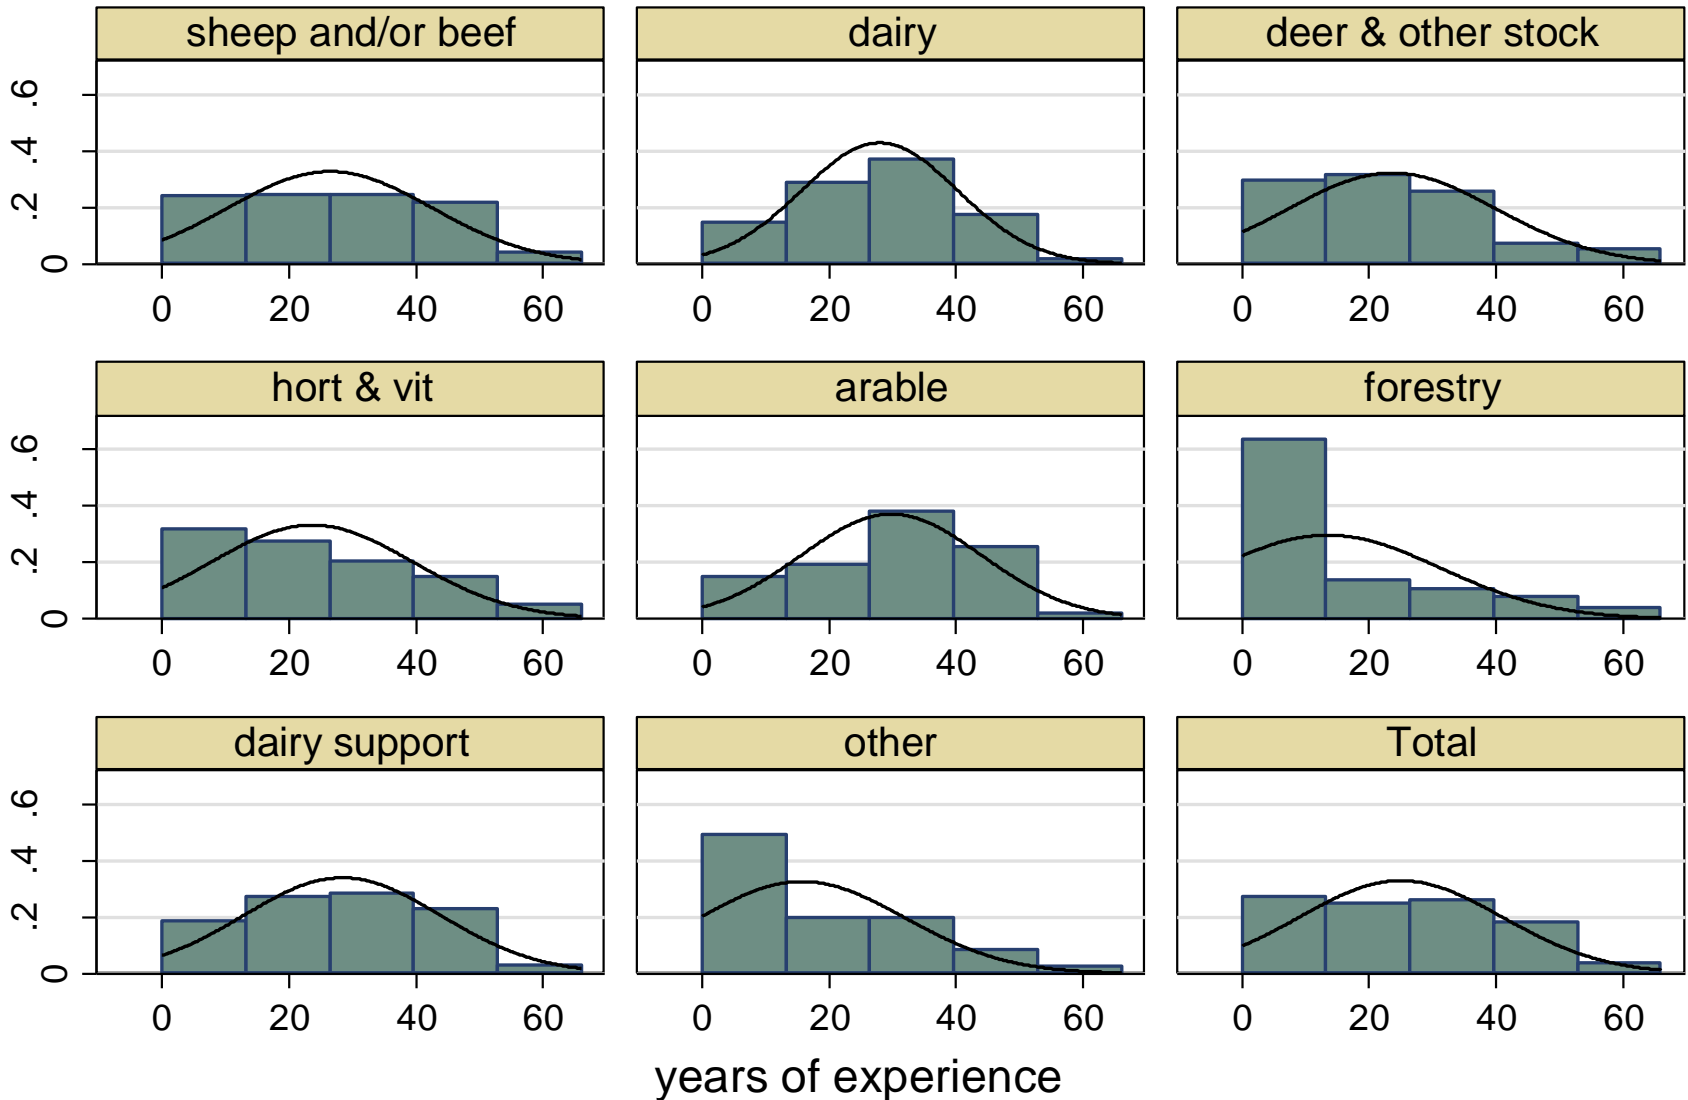 sheep and/or beef
dairy
deer & other stock
0 .2 .4 .6
0 20 40 60
0 20 40 60
0 20 40 60
hort & vit
arable
forestry
0 .2 .4 .6
0 20 40 60
0 20 40 60
0 20 40 60
dairy support
other
Total
0 .2 .4 .6
0 20 40 60
0 20 40 60
0 20 40 60
years of experience